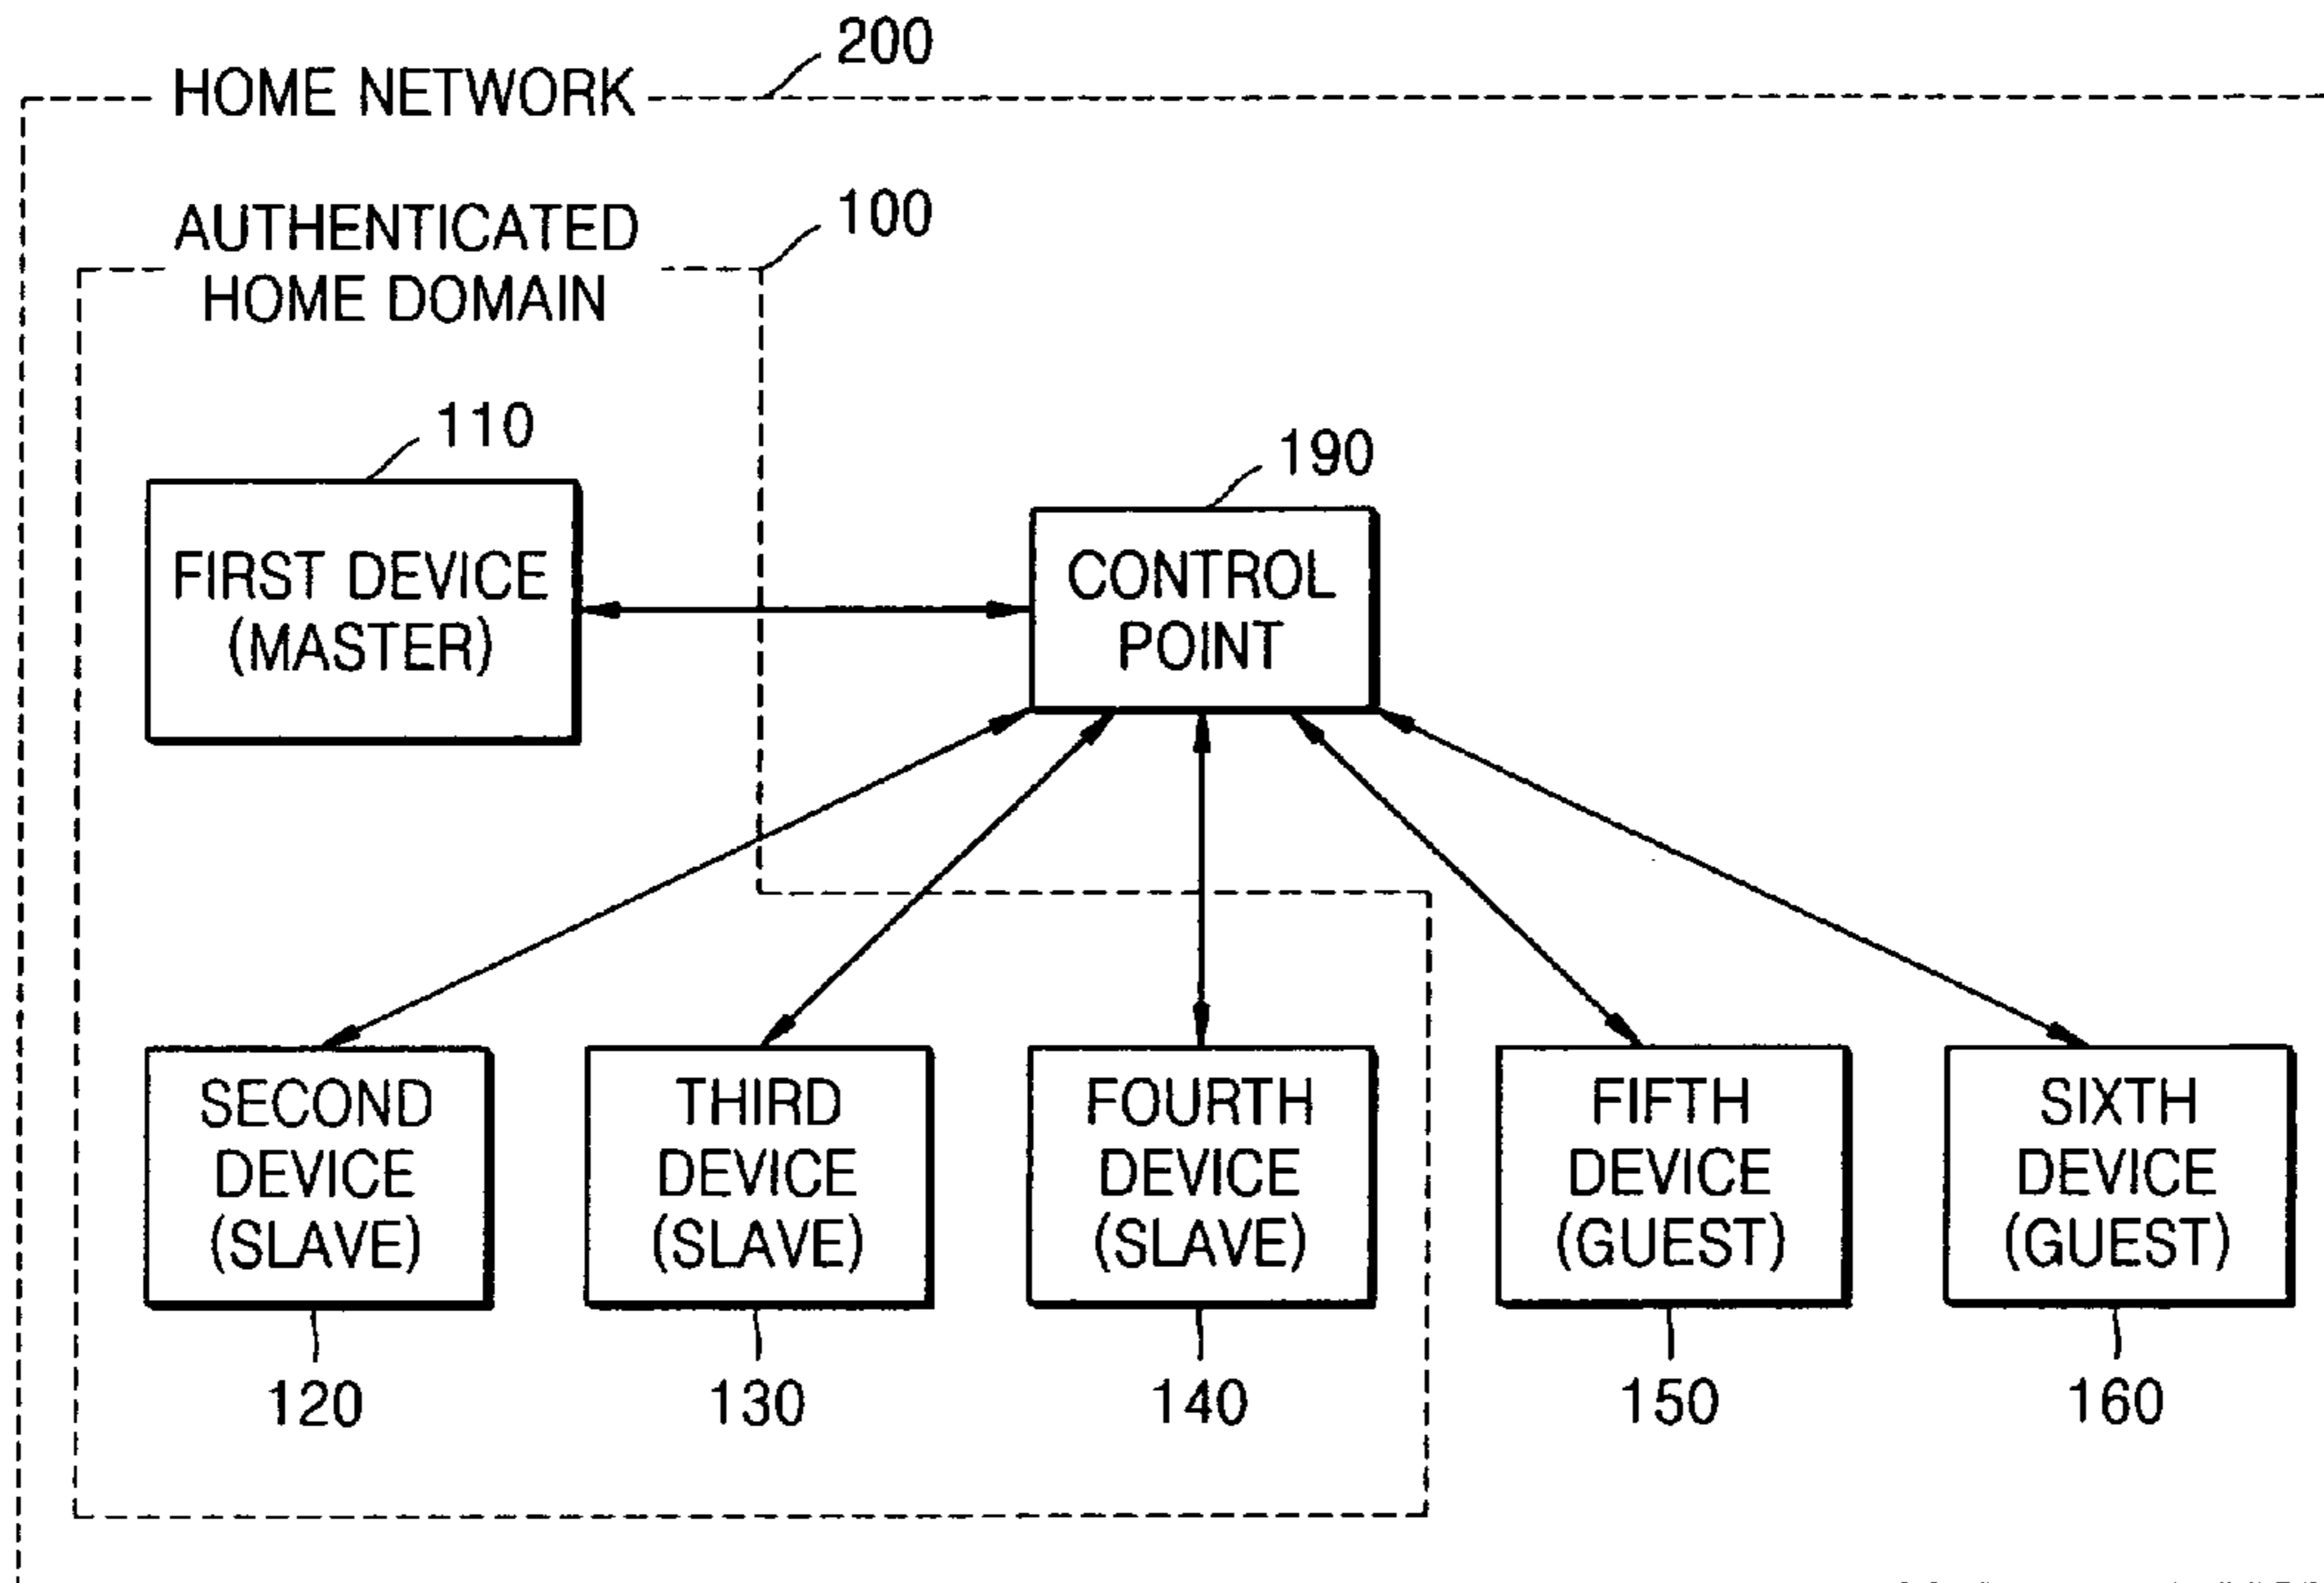 200
HOME NETWORK
100
AUTHENTICATED
HOME DOMAIN
110
190
FIRST DEVICE
(MASTER)
CONTROL
POINT
SECOND
DEVICE
(SLAVE)
THIRD
DEVICE
(SLAVE)
FOURTH
DEVICE
(SLAVE)
FIFTH
DEVICE
(GUEST)
SIXTH
DEVICE
(GUEST)
120
130
140
150
160